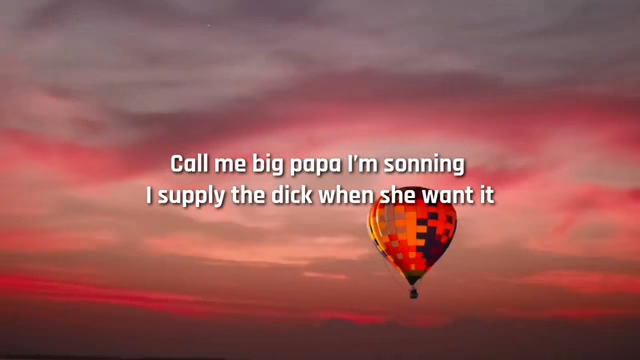 Call me big papa I'm sonning
I supply the dick when she want it